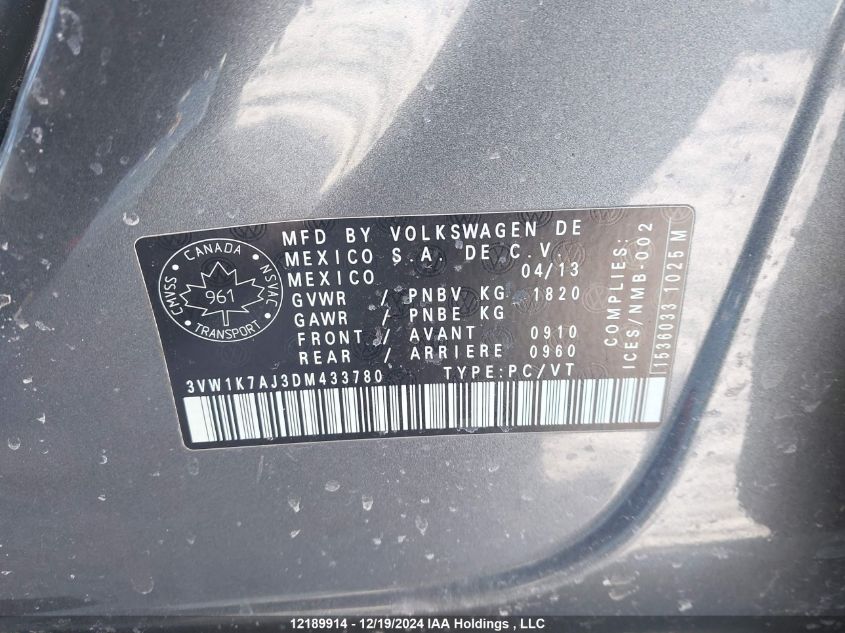 MFD BY VOLKSWAGEN DE
MEXICO S.A. DE C.V.
MEXICO 04/13
GVWR / PNBV KG 1820
GAWR / PNBE KG
FRONT / AVANT 0910
REAR / ARRIERE 0960
3VW1K7AJ3DM433780 TYPE:PC/VT
CANADA
CMVSS NSVAC
961
TRANSPORT
COMPLIES:
ICES/NMB-002
1536033 1025 M
12189914 - 12/19/2024 IAA Holdings , LLC